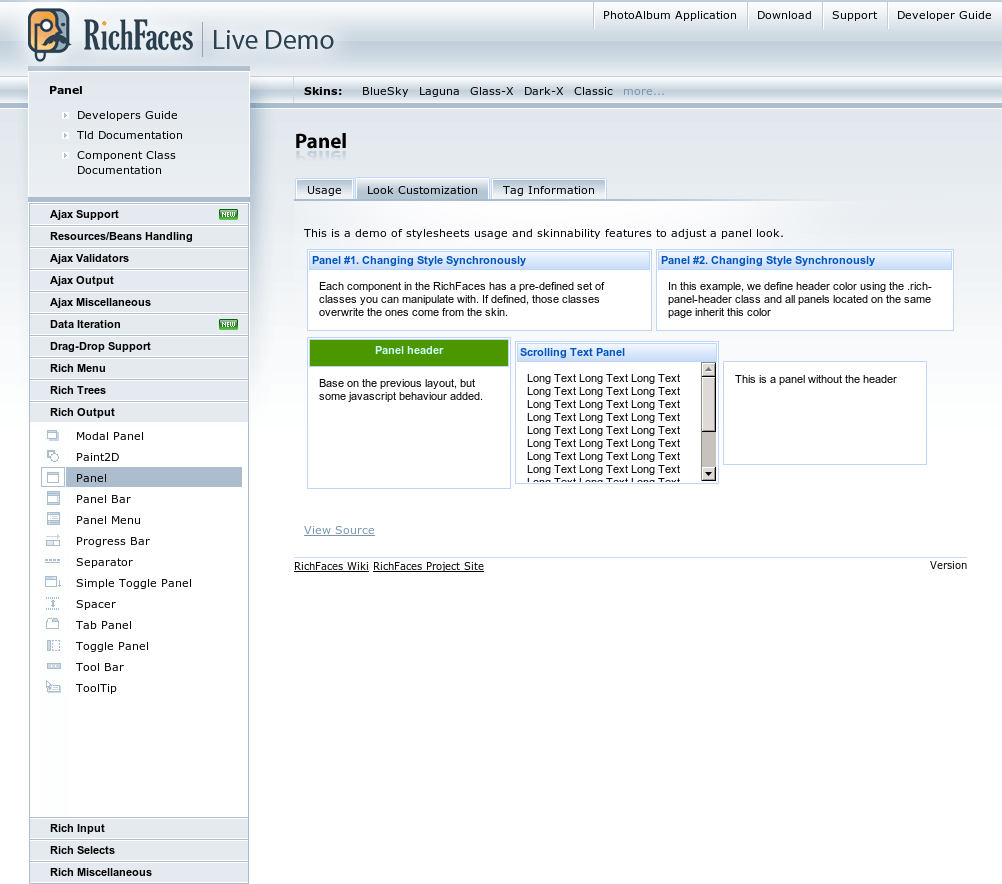 PhotoAlbum Application Download Support Developer Guide
RichFaces Live Demo
Skins: BlueSky Laguna Glass-X Dark-X Classic more...
Panel
Developers Guide
Tld Documentation
Component Class
Documentation
Ajax Support NEW
Resources/Beans Handling
Ajax Validators
Ajax Output
Ajax Miscellaneous
Data Iteration NEW
Drag-Drop Support
Rich Menu
Rich Trees
Rich Output
Modal Panel
Paint2D
Panel
Panel Bar
Panel Menu
Progress Bar
Separator
Simple Toggle Panel
Spacer
Tab Panel
Toggle Panel
Tool Bar
ToolTip
Rich Input
Rich Selects
Rich Miscellaneous
Panel
Usage Look Customization Tag Information
This is a demo of stylesheets usage and skinnability features to adjust a panel look.
Panel #1. Changing Style Synchronously
Each component in the RichFaces has a pre-defined set of
classes you can manipulate with. If defined, those classes
overwrite the ones come from the skin.
Panel #2. Changing Style Synchronously
In this example, we define header color using the .rich-
panel-header class and all panels located on the same
page inherit this color
Panel header
Base on the previous layout, but
some javascript behaviour added.
Scrolling Text Panel
Long Text Long Text Long Text
Long Text Long Text Long Text
Long Text Long Text Long Text
Long Text Long Text Long Text
Long Text Long Text Long Text
Long Text Long Text Long Text
Long Text Long Text Long Text
Long Text Long Text Long Text
Long Text Long Text Long Text
This is a panel without the header
View Source
RichFaces Wiki RichFaces Project Site Version